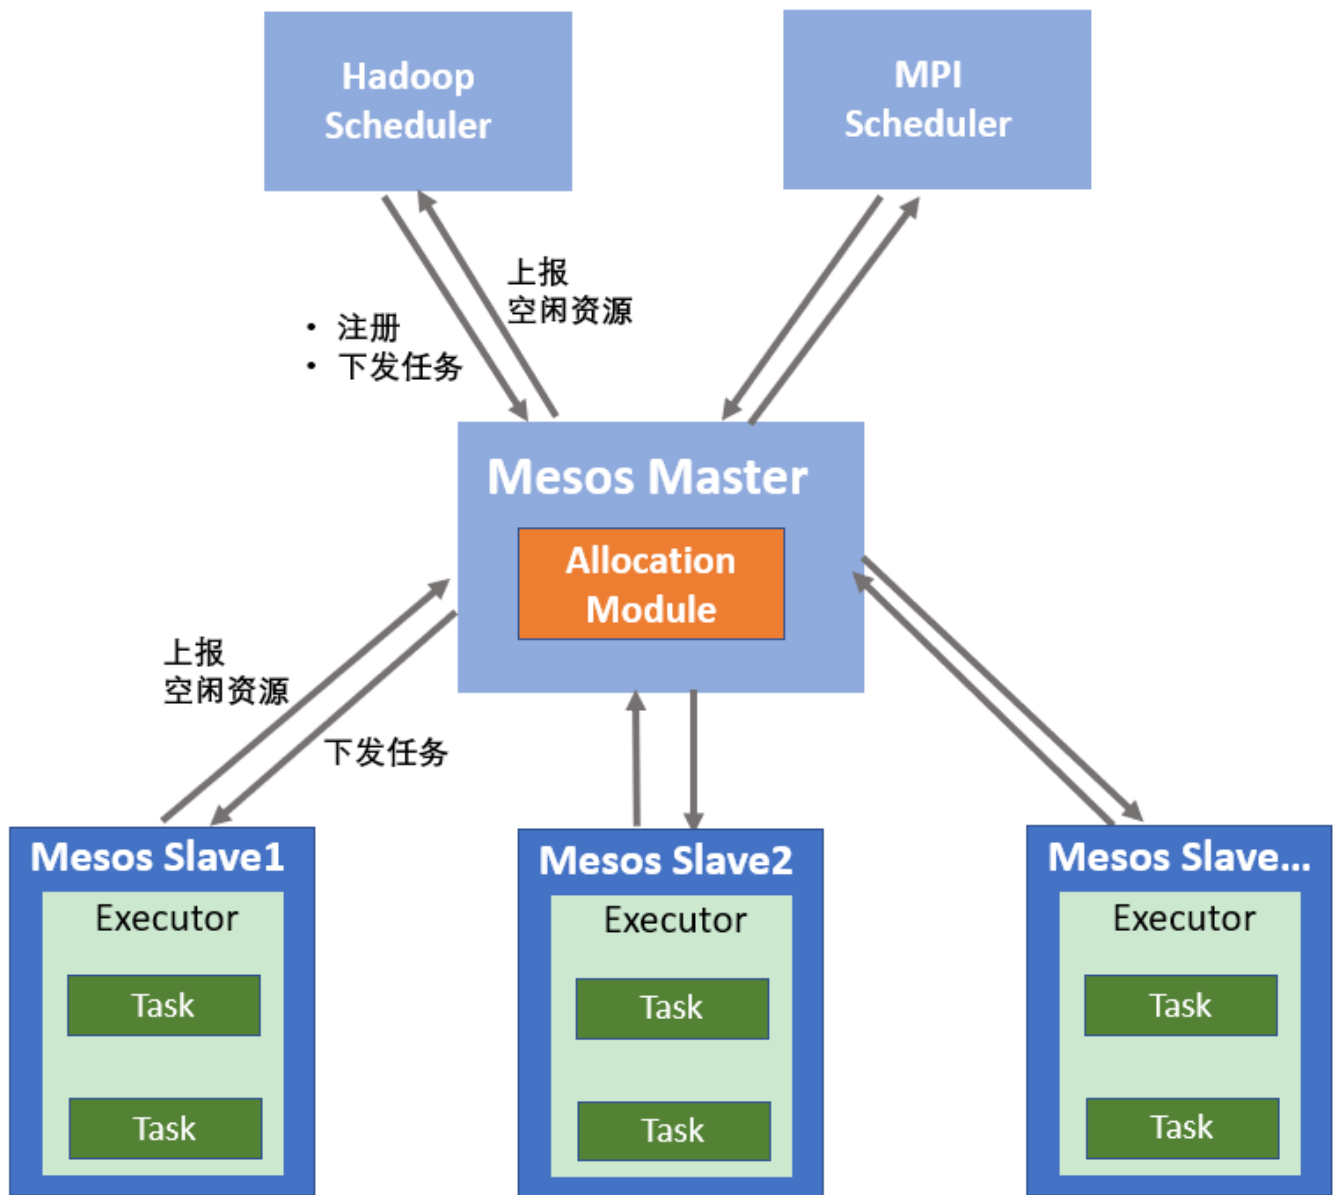 Hadoop
Scheduler
MPI
Scheduler
上报
空闲资源
• 注册
• 下发任务
Mesos Master
Allocation
Module
上报
空闲资源
下发任务
Mesos Slave1
Executor
Task
Task
Mesos Slave2
Executor
Task
Task
Mesos Slave...
Executor
Task
Task